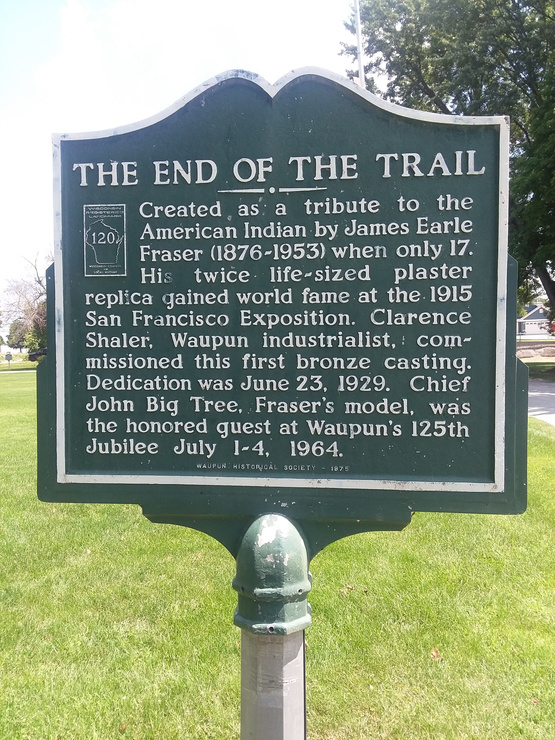 THE END OF THE TRAIL
WISCONSIN
REGISTERED
LANDMARK
120
Created as a tribute to the
American Indian by James Earle
Fraser (1876-1953) when only 17.
His twice life-sized plaster
replica gained world fame at the 1915
San Francisco Exposition. Clarence
Shaler, Waupun industrialist, com-
missioned this first bronze casting.
Dedication was June 23, 1929. Chief
John Big Tree, Fraser's model, was
the honored guest at Waupun's 125th
Jubilee July 1-4, 1964.
WAUPUN HISTORICAL SOCIETY - 1975